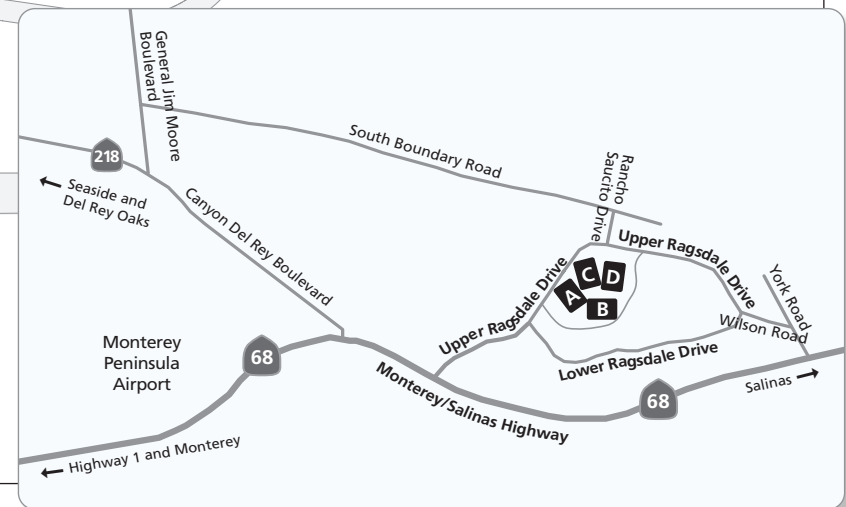 General Jim Moore
Boulevard
218
South Boundary Road
Seaside and
Del Rey Oaks
Canyon Del Rey Boulevard
Rancho
Saucito Drive
Upper Ragsdale Drive
C
D
A
B
Upper Ragsdale Drive
York Road
Wilson Road
Lower Ragsdale Drive
Monterey
Peninsula
Airport
68
Monterey/Salinas Highway
68
Salinas
Highway 1 and Monterey